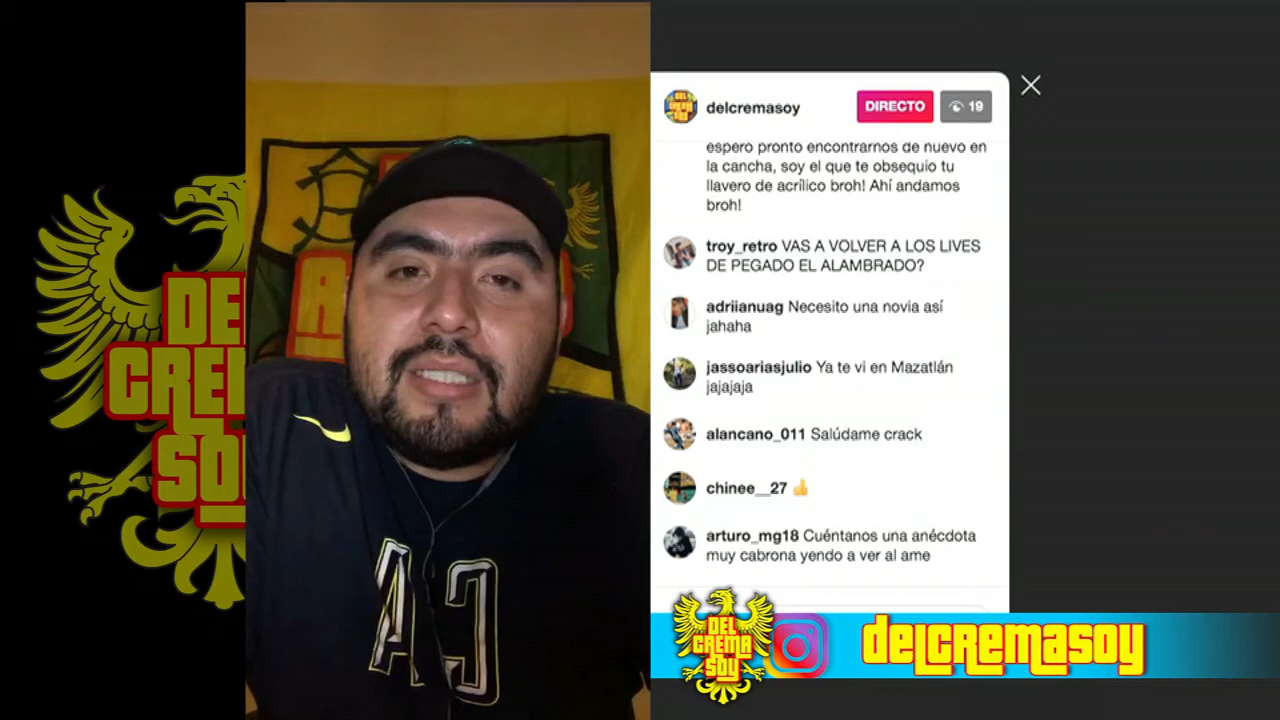 DEL
CREMA
SOY
CA
delcremasoy
DIRECTO
19
espero pronto encontrarnos de nuevo en
la cancha, soy el que te obsequio tu
llavero de acrílico broh! Ahí andamos
broh!
troy_retro VAS A VOLVER A LOS LIVES
DE PEGADO EL ALAMBRADO?
adriianuag Necesito una novia así
jahaha
jassoariasjulio Ya te vi en Mazatlán
jajajaja
alancano_011 Salúdame crack
chinee__27 👍
arturo_mg18 Cuéntanos una anécdota
muy cabrona yendo a ver al ame
DEL
CREMA
SOY
delcremasoy